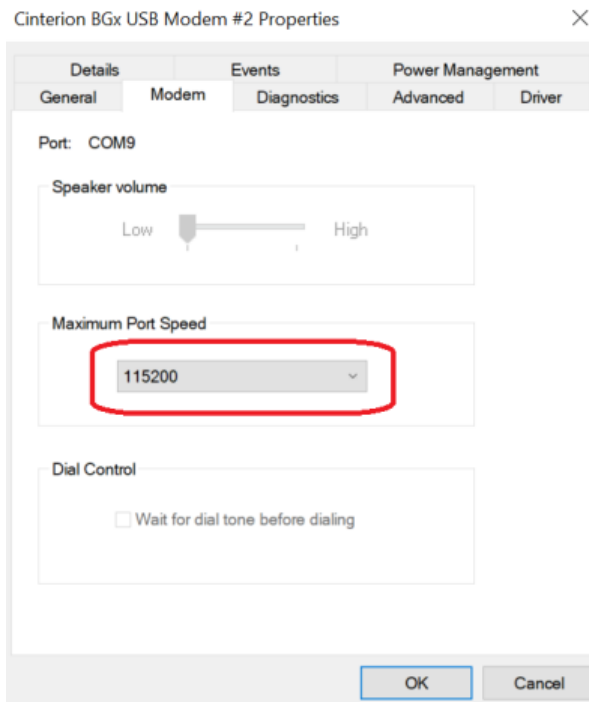 Cinterion BGx USB Modem #2 Properties
Details Events Power Management
General Modem Diagnostics Advanced Driver
Port: COM9
Speaker volume
Low High
Maximum Port Speed
115200
Dial Control
Wait for dial tone before dialing
OK Cancel